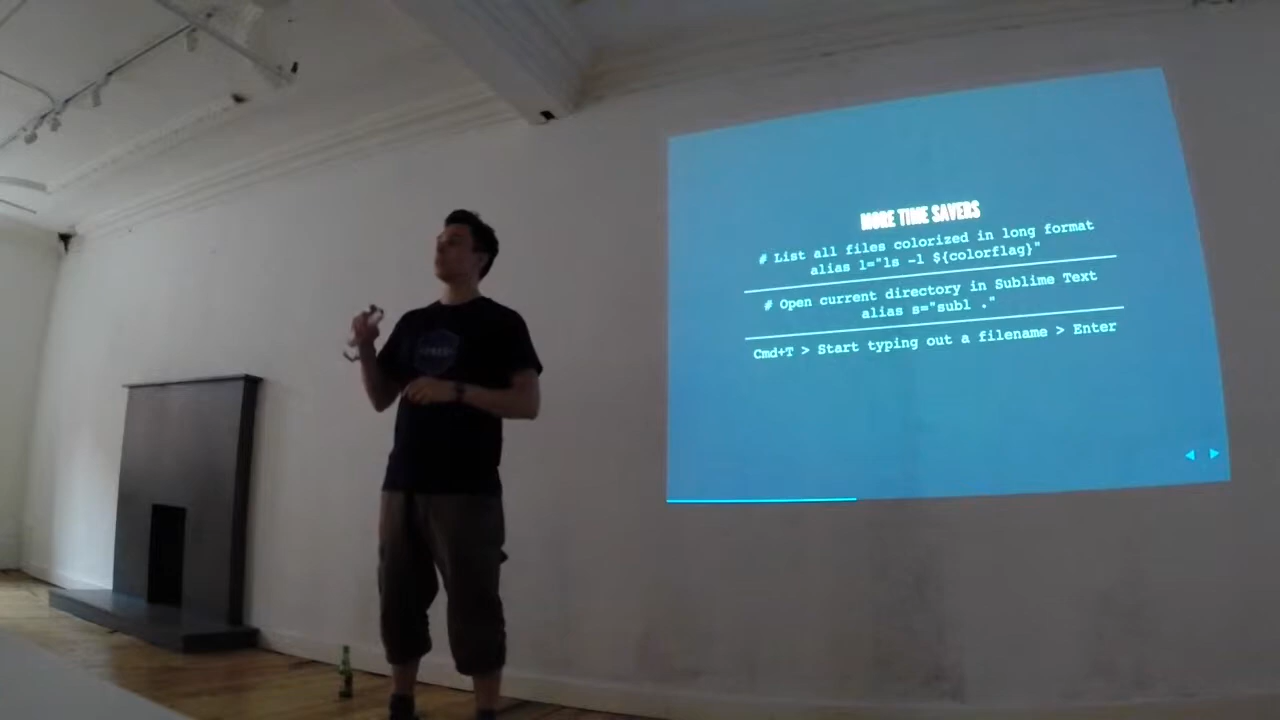 MORE TIME SAVERS
# List all files colorized in long format
alias l="ls -l ${colorflag}"
# Open current directory in Sublime Text
alias s="subl ."
Cmd+T > Start typing out a filename > Enter